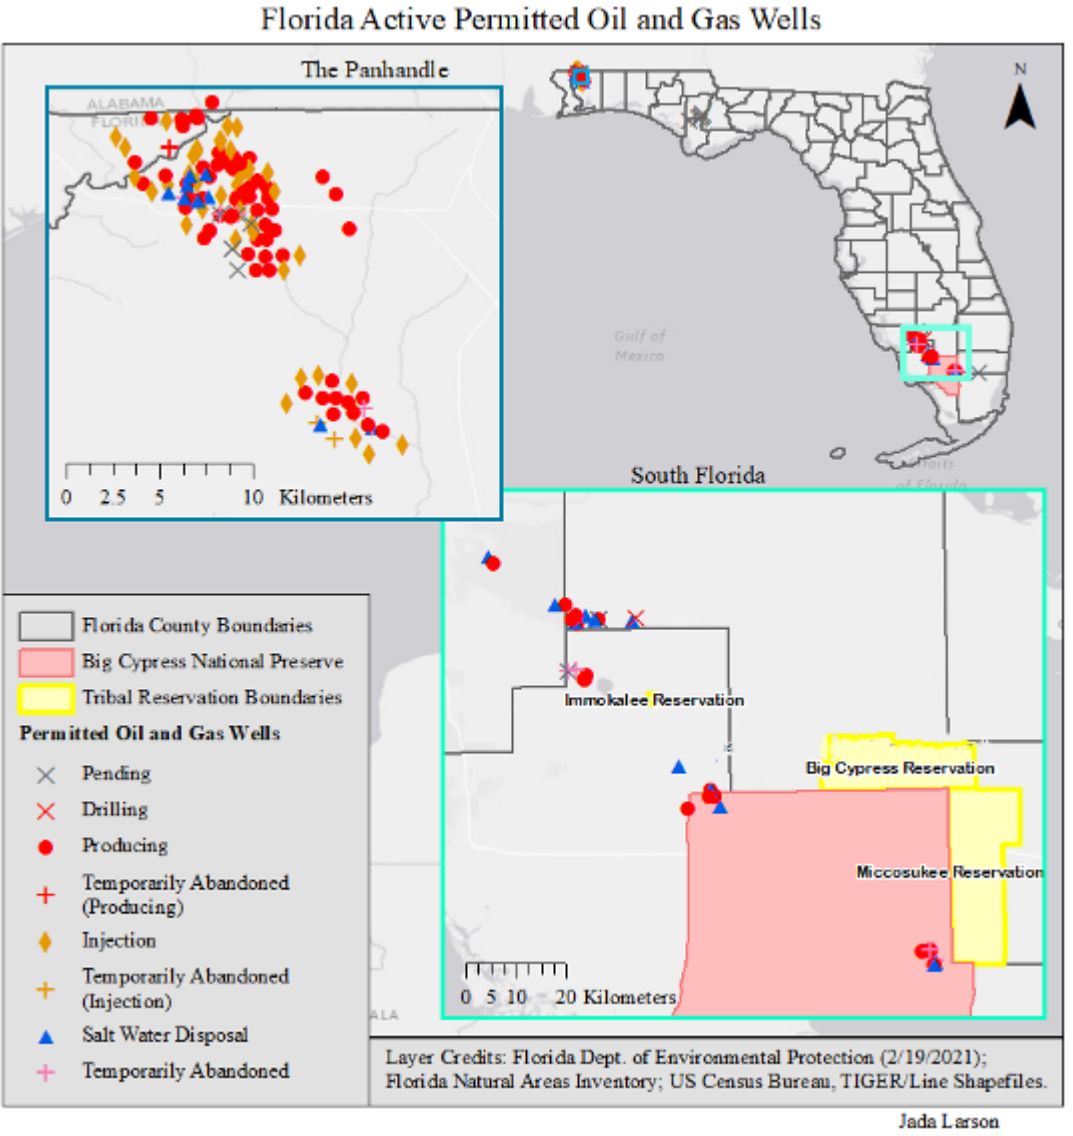 Florida Active Permitted Oil and Gas Wells
The Panhandle
N
ALABAMA
FLORI
0 2.5 5 10 Kilometers
Gulf of
Mexico
of Florida
South Florida
Immokalee Reservation
Big Cypress Reservation
Miccosukee Reservation
0 5 10 20 Kilometers
ALA
Florida County Boundaries
Big Cypress National Preserve
Tribal Reservation Boundaries
Permitted Oil and Gas Wells
Pending
Drilling
Producing
Temporarily Abandoned
(Producing)
Injection
Temporarily Abandoned
(Injection)
Salt Water Disposal
Temporarily Abandoned
Layer Credits: Florida Dept. of Environmental Protection (2/19/2021);
Florida Natural Areas Inventory; US Census Bureau, TIGER/Line Shapefiles.
Jada Larson